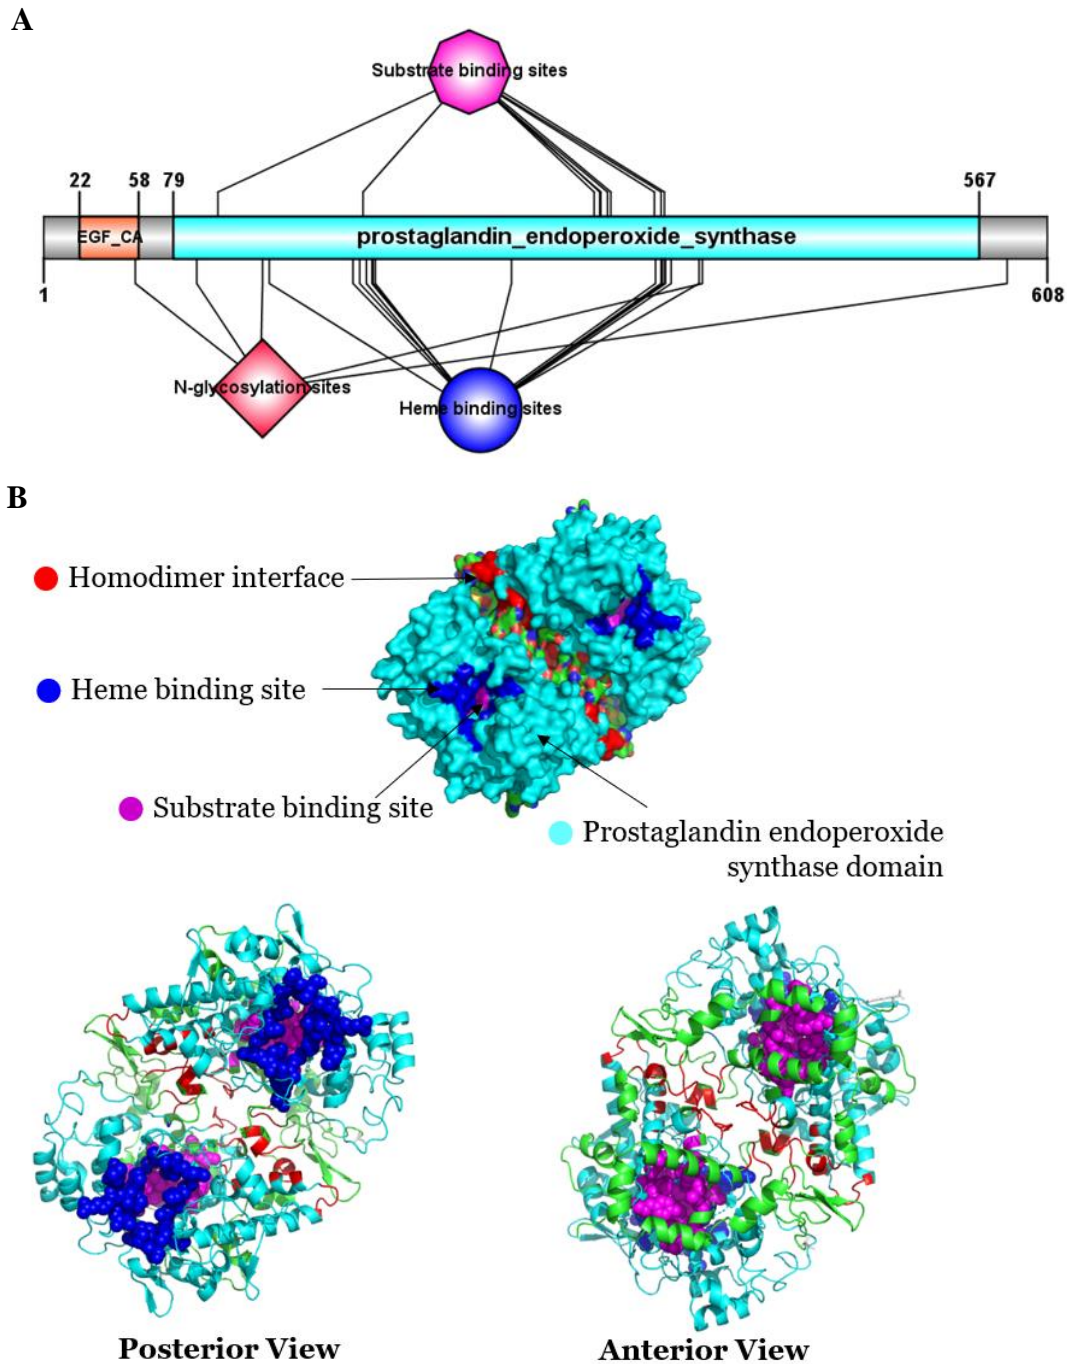 A
Substrate binding sites
22 58 79 567
EGF_CA prostaglandin_endoperoxide_synthase
1 608
N-glycosylation sites
Heme binding sites
B
Homodimer interface
Heme binding site
Substrate binding site
Prostaglandin endoperoxide
synthase domain
Posterior View Anterior View